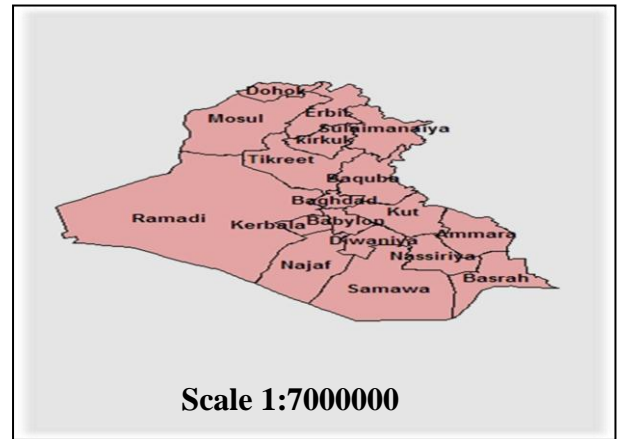 Dohok
Mosul
Erbil
Sulaimanaiya
kirkuk
Tikreet
Baquba
Baghdad
Ramadi
Kerbala
Babylon
Kut
Diwaniya
Ammara
Najaf
Nassiriya
Samawa
Basrah
Scale 1:7000000